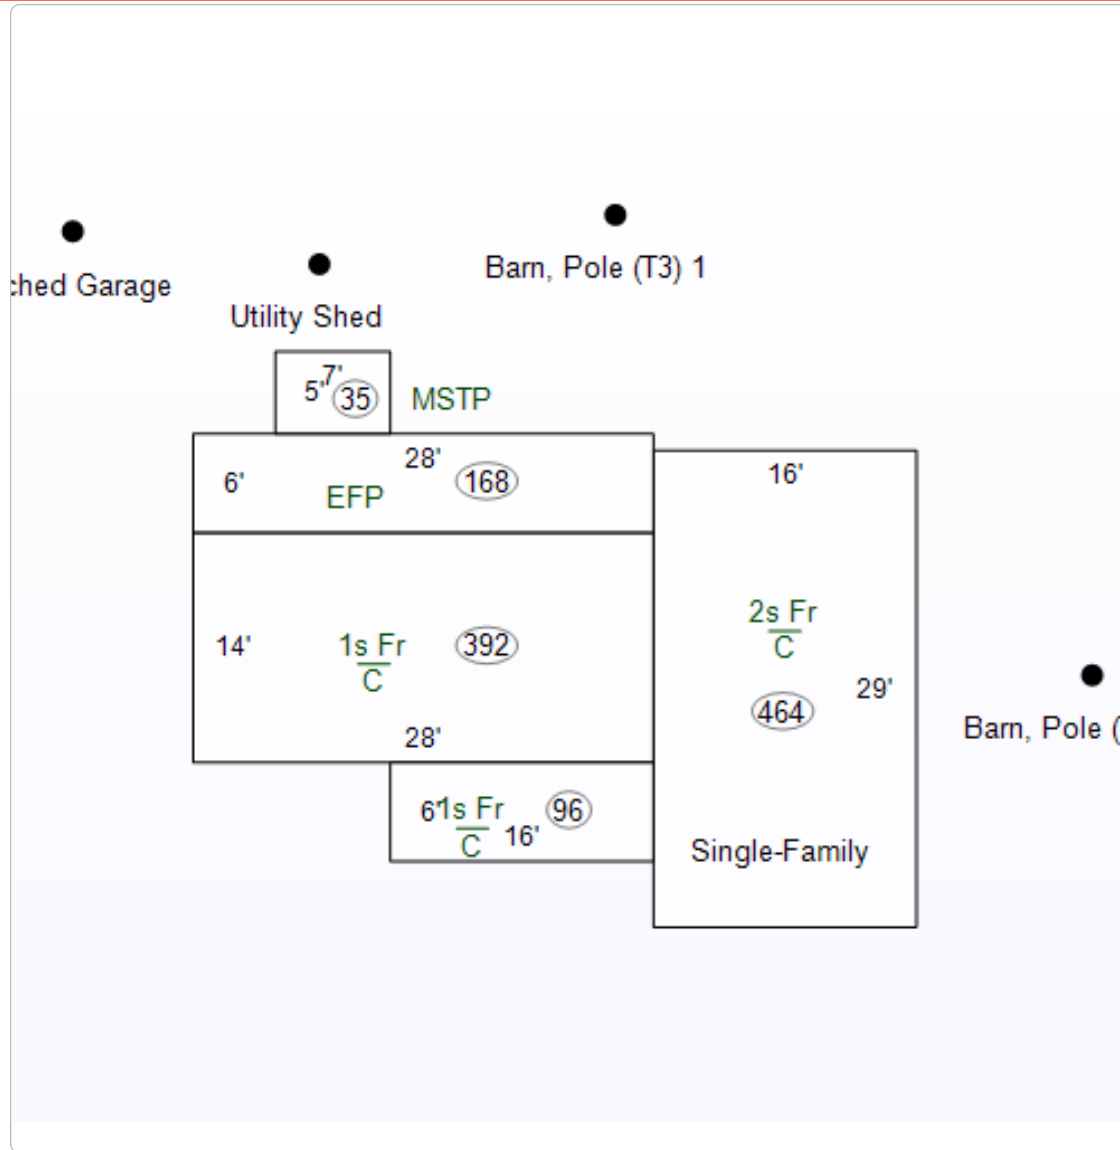 ched Garage
Utility Shed
Barn, Pole (T3) 1
7'
5'
35
MSTP
28'
6'
168
EFP
16'
14'
1s Fr
C
392
2s Fr
C
29'
464
Barn, Pole (
28'
6'
1s Fr
C
16'
96
Single-Family